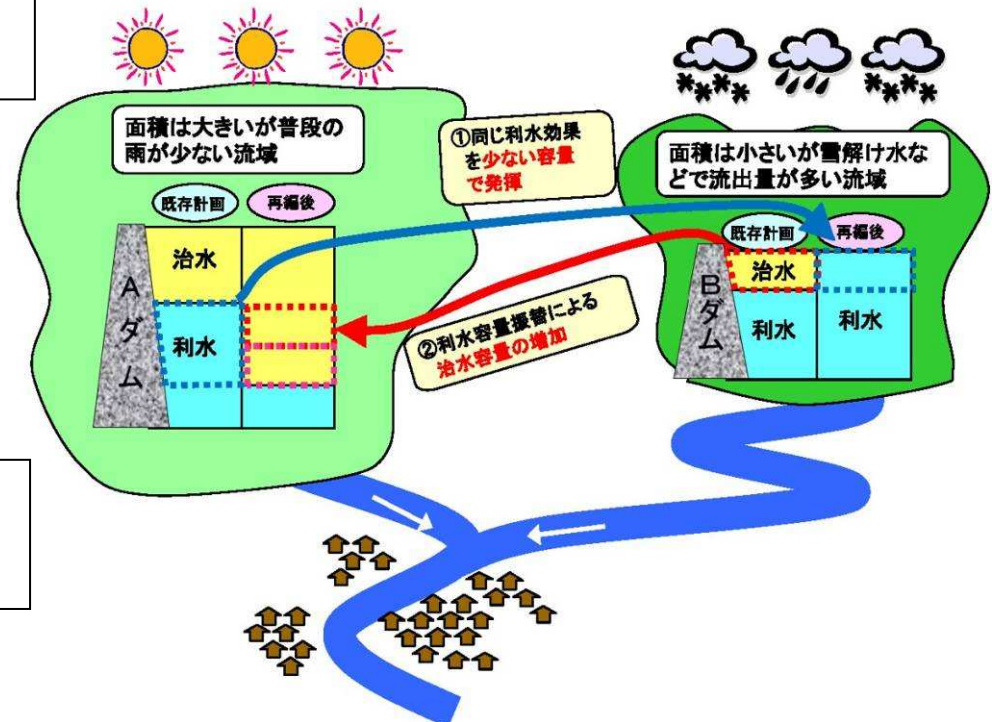 面積は大きいが普段の
雨が少ない流域
既存計画
再編後
治水
利水
Aダム
①同じ利水効果
を少ない容量
で発揮
②利水容量振替による
治水容量の増加
面積は小さいが雪解け水な
どで流出量が多い流域
既存計画
再編後
治水
利水
利水
Bダム